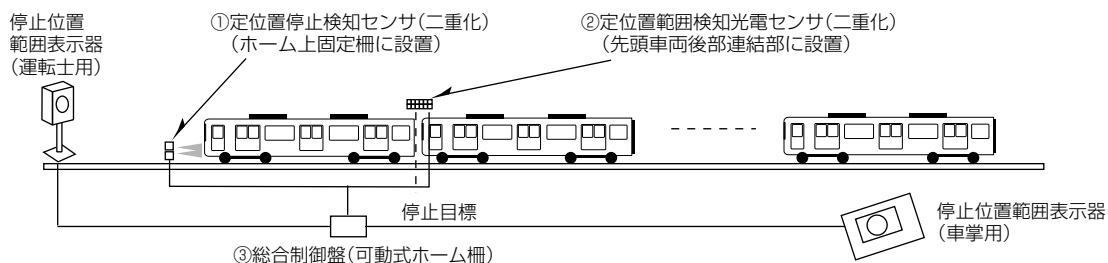 停止位置
範囲表示器
(運転士用)
①定位置停止検知センサ(二重化)
(ホーム上固定柵に設置)
②定位置範囲検知光電センサ(二重化)
(先頭車両後部連結部に設置)
停止目標
③総合制御盤(可動式ホーム柵)
停止位置範囲表示器
(車掌用)